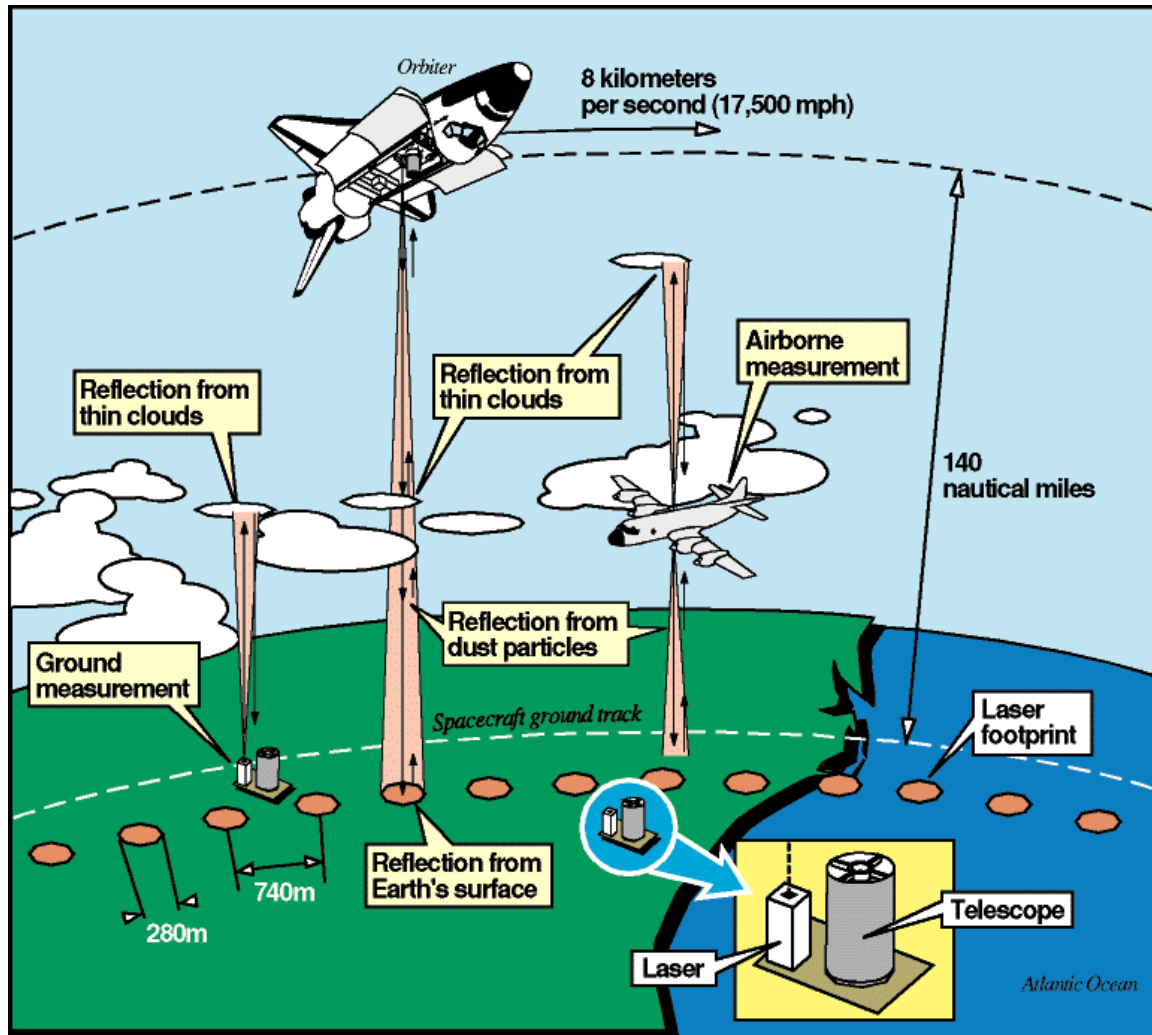 Orbiter
8 kilometers
per second (17,500 mph)
Reflection from
thin clouds
Reflection from
thin clouds
Airborne
measurement
140
nautical miles
Reflection from
dust particles
Ground
measurement
Spacecraft ground track
Laser
footprint
Reflection from
Earth's surface
740m
280m
Telescope
Laser
Atlantic Ocean